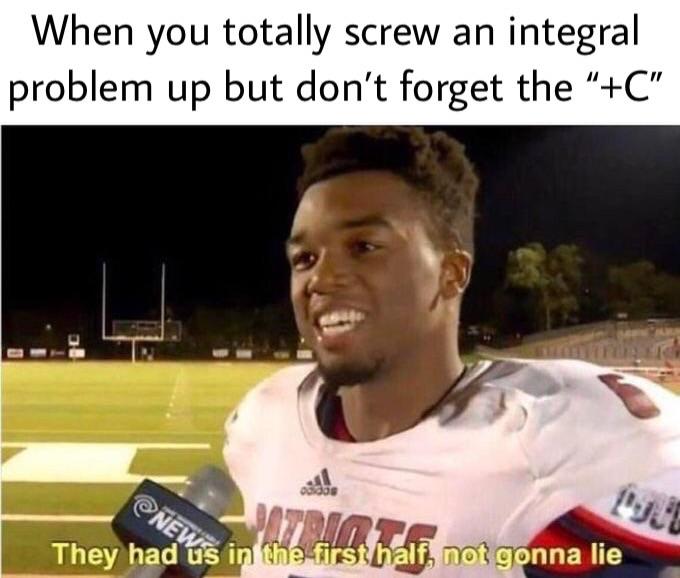 When you totally screw an integral
problem up but don't forget the "+C"
adidas
PATRIOTS
NEWS
They had us in the first half, not gonna lie